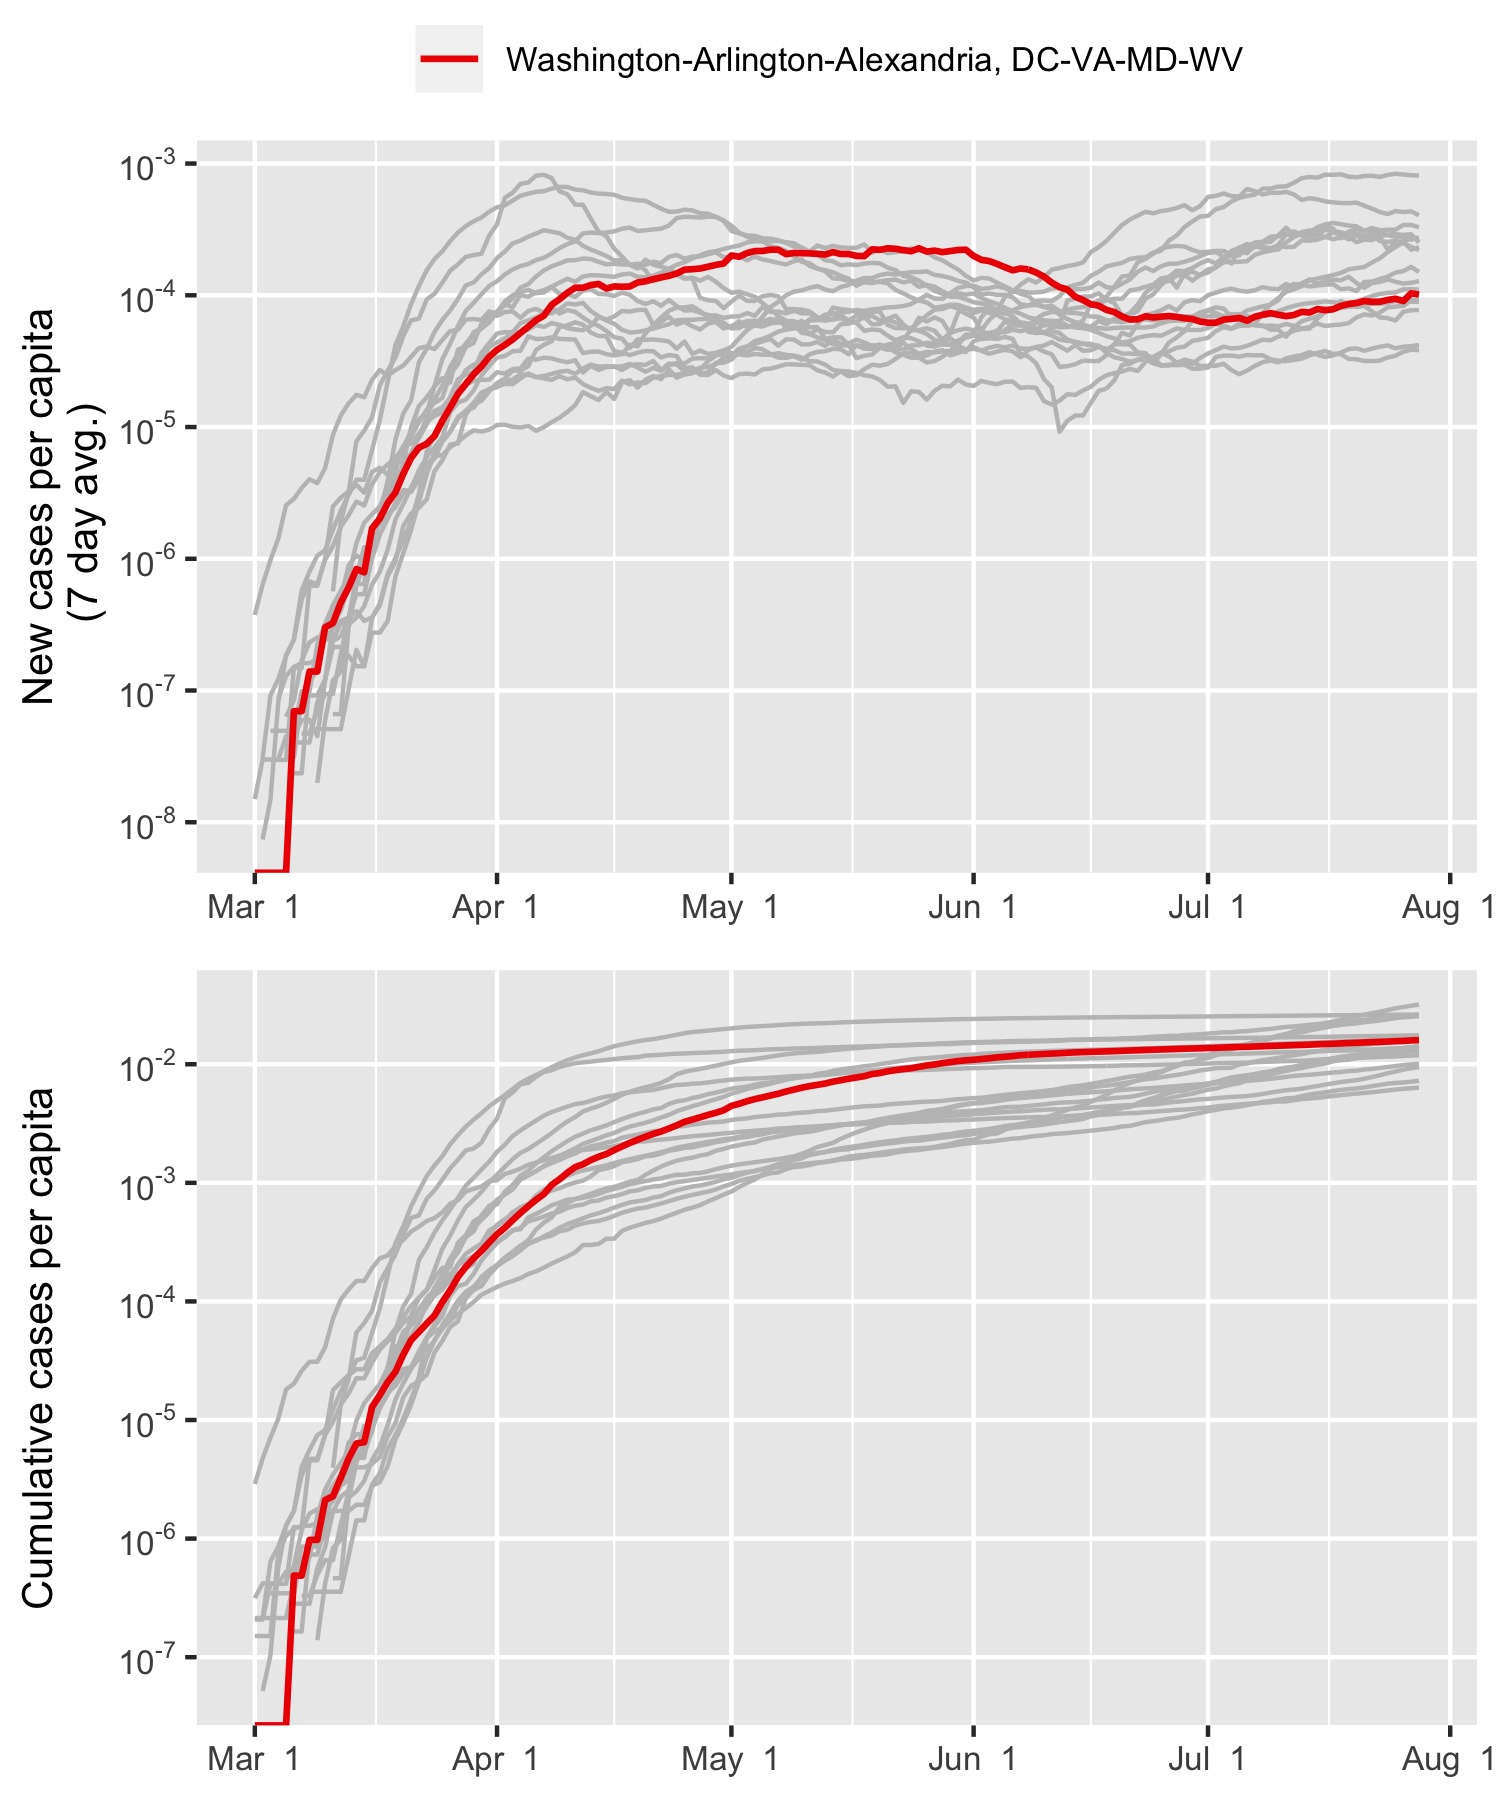 Washington-Arlington-Alexandria, DC-VA-MD-WV
New cases per capita
(7 day avg.)
10-3
10-4
10-5
10-6
10-7
10-8
Mar 1 Apr 1 May 1 Jun 1 Jul 1 Aug 1
Cumulative cases per capita
10-2
10-3
10-4
10-5
10-6
10-7
Mar 1 Apr 1 May 1 Jun 1 Jul 1 Aug 1